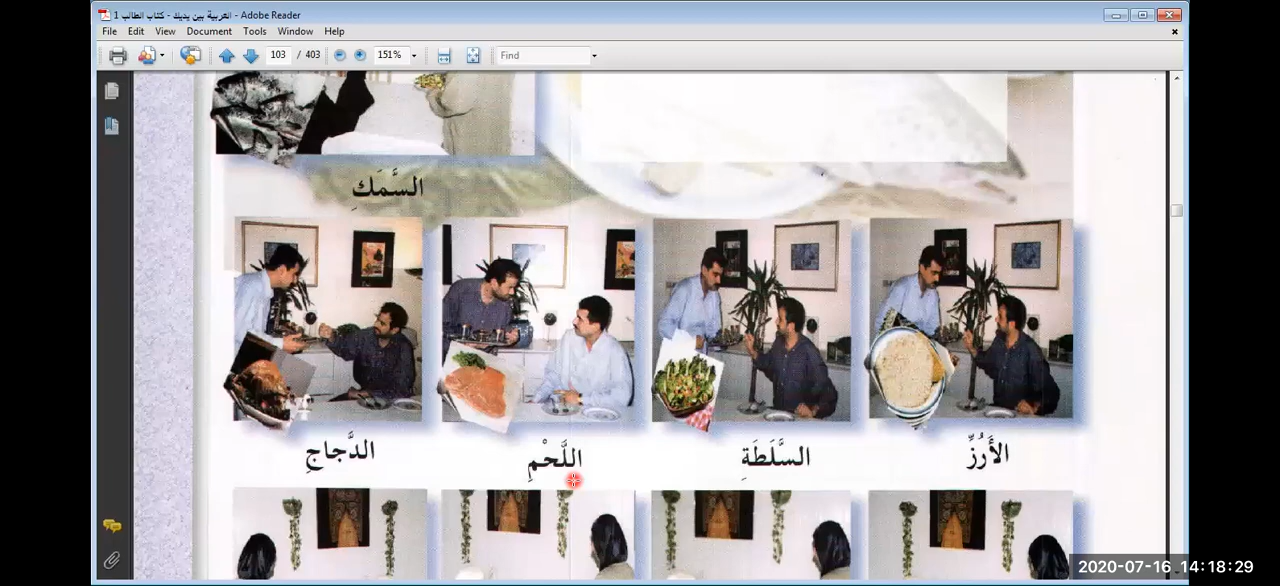 العربية بين يديك - كتاب الطالب 1 - Adobe Reader
File Edit View Document Tools Window Help
103 / 403 151% Find
السَّمَكِ
الأَرُزِّ السَّلَطَةِ اللَّحْمِ الدَّجاجِ
2020-07-16 14:18:29